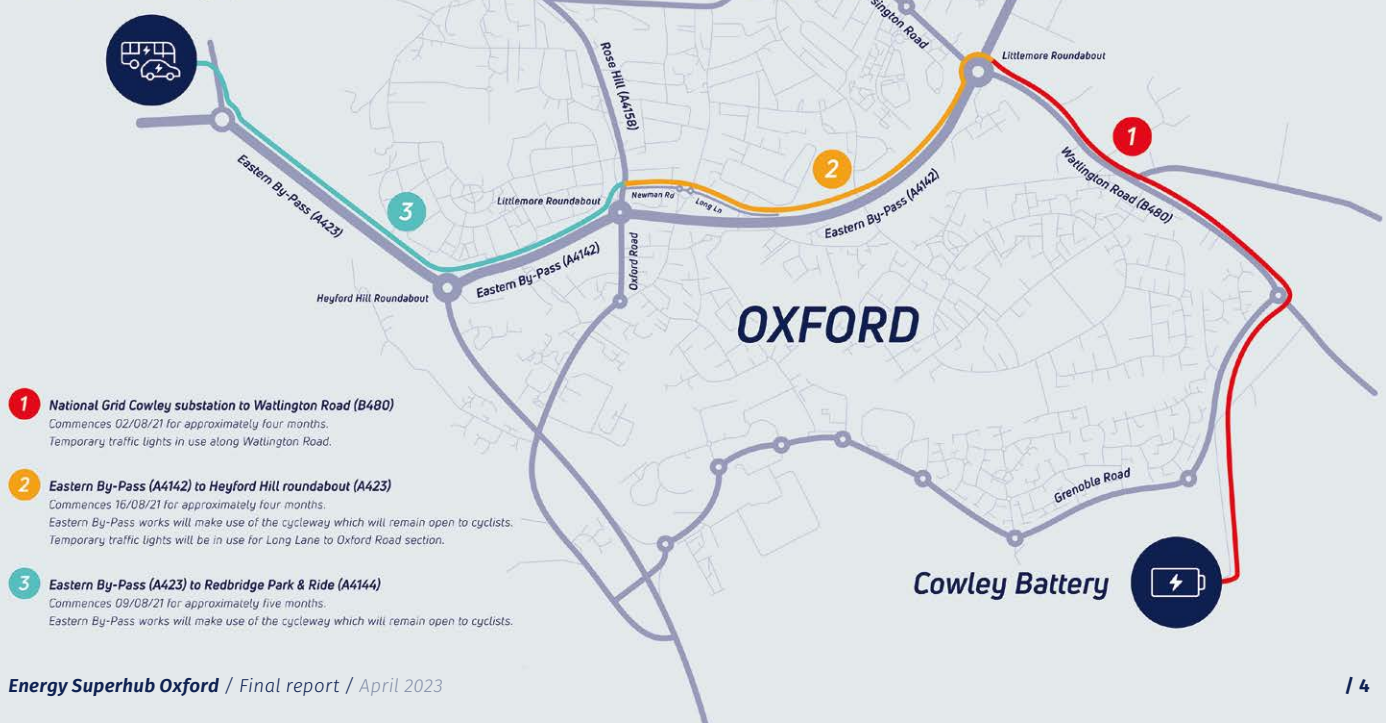 sington Road
Littlemore Roundabout
Rose Hill (A4158)
1
2
Watlington Road (B480)
Eastern By-Pass (A423)
3
Littlemore Roundabout
Newman Rd
Long Ln
Eastern By-Pass (A4142)
Oxford Road
Eastern By-Pass (A4142)
Heyford Hill Roundabout
OXFORD
1 National Grid Cowley substation to Watlington Road (B480)
Commences 02/08/21 for approximately four months.
Temporary traffic lights in use along Watlington Road.
2 Eastern By-Pass (A4142) to Heyford Hill roundabout (A423)
Commences 16/08/21 for approximately four months.
Eastern By-Pass works will make use of the cycleway which will remain open to cyclists.
Temporary traffic lights will be in use for Long Lane to Oxford Road section.
Grenoble Road
3 Eastern By-Pass (A423) to Redbridge Park & Ride (A4144)
Commences 09/08/21 for approximately five months.
Eastern By-Pass works will make use of the cycleway which will remain open to cyclists.
Cowley Battery
Energy Superhub Oxford / Final report / April 2023
/ 4